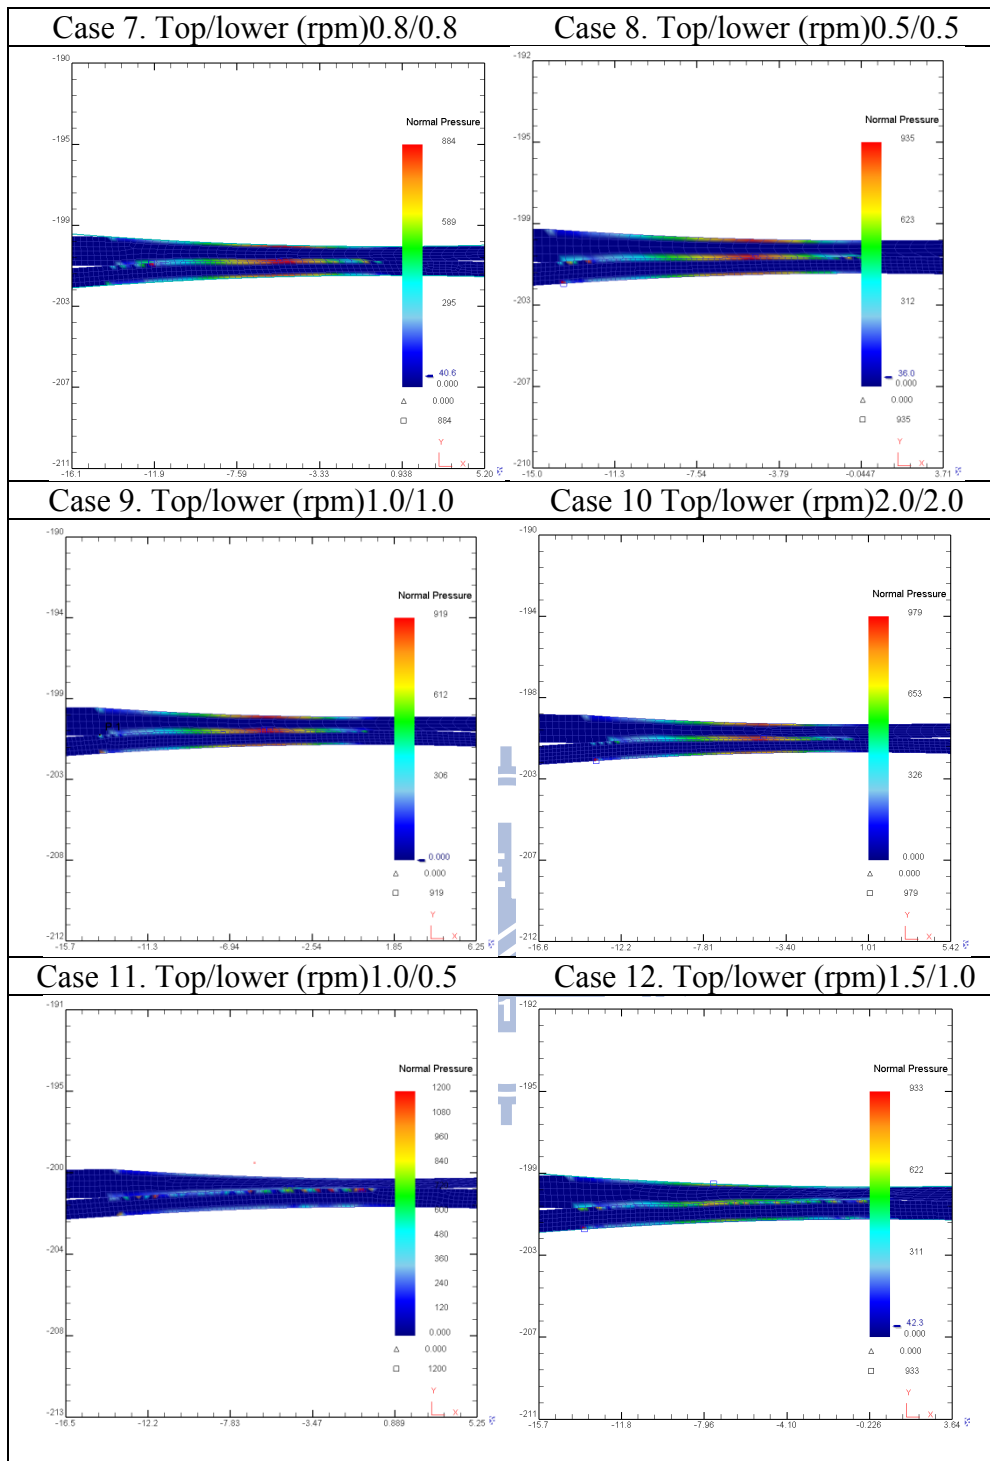 Case 7. Top/lower (rpm)0.8/0.8
Case 8. Top/lower (rpm)0.5/0.5
-190
-195
-199
-203
-207
-211
-16.1 -11.9 -7.59 -3.33 0.938 5.20
Normal Pressure
884
589
295
40.6
0.000
0.000
884
Y
X
-192
-195
-199
-203
-207
-210
-15.0 -11.3 -7.54 -3.79 -0.0447 3.71
Normal Pressure
935
623
312
36.0
0.000
0.000
935
Y
X
Case 9. Top/lower (rpm)1.0/1.0
Case 10 Top/lower (rpm)2.0/2.0
-190
-194
-199
-203
-208
-212
-15.7 -11.3 -6.94 -2.54 1.85 6.25
Normal Pressure
919
612
306
0.000
0.000
919
Y
X
-190
-194
-198
-203
-207
-212
-16.6 -12.2 -7.81 -3.40 1.01 5.42
Normal Pressure
979
653
326
0.000
0.000
979
Y
X
Case 11. Top/lower (rpm)1.0/0.5
Case 12. Top/lower (rpm)1.5/1.0
-191
-195
-200
-204
-208
-213
-16.5 -12.2 -7.83 -3.47 0.889 5.25
Normal Pressure
1200
1080
960
840
600
480
360
240
120
0.000
0.000
1200
Y
X
-192
-195
-199
-203
-207
-211
-15.7 -11.8 -7.96 -4.10 -0.226 3.64
Normal Pressure
933
622
311
42.3
0.000
0.000
933
Y
X